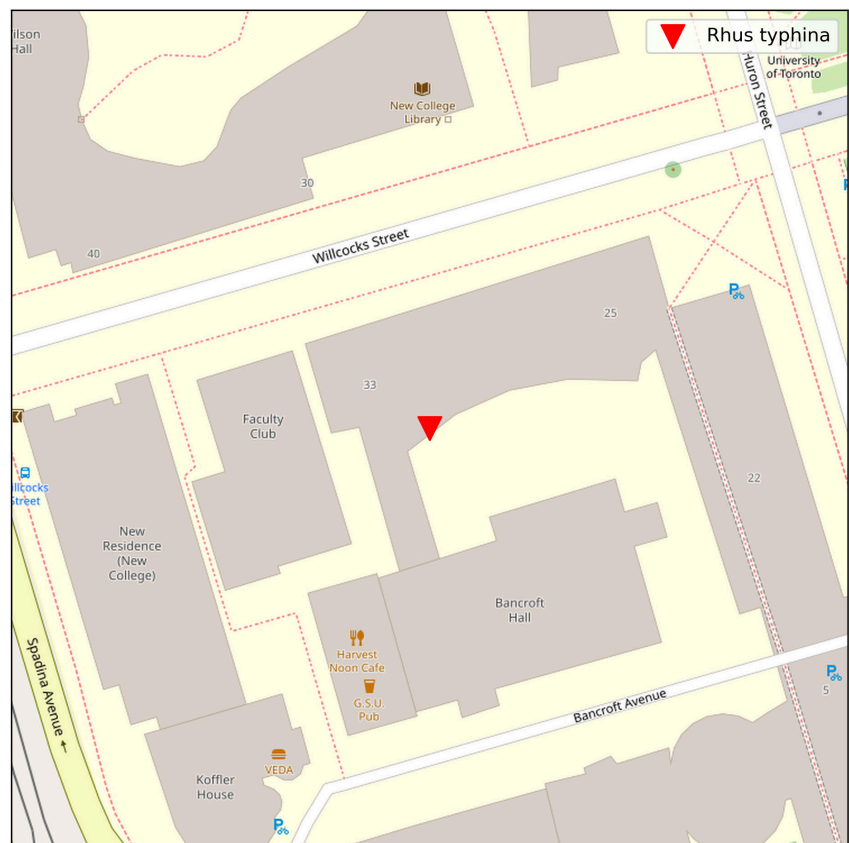 Rhus typhina
ilson
Hall
University
of Toronto
Huron Street
New College
Library
30
Willcocks Street
40
25
33
Faculty
Club
22
llcocks
Street
New
Residence
(New
College)
Bancroft
Hall
Spadina Avenue
Harvest
Noon Cafe
G.S.U.
Pub
Bancroft Avenue
5
VEDA
Koffler
House